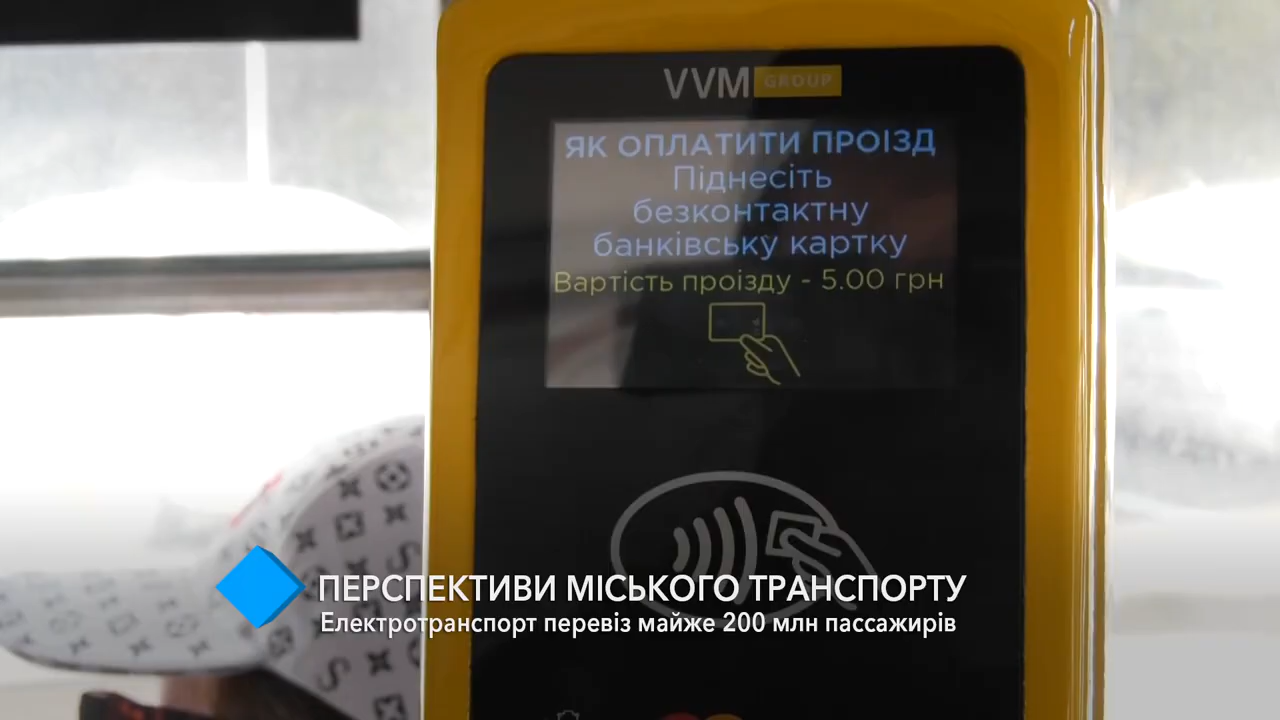 VVM GROUP
ЯК ОПЛАТИТИ ПРОЇЗД
Піднесіть
безконтактну
банківську картку
Вартість проїзду - 5.00 грн
ПЕРСПЕКТИВИ МІСЬКОГО ТРАНСПОРТУ
Електротранспорт перевіз майже 200 млн пассажирів